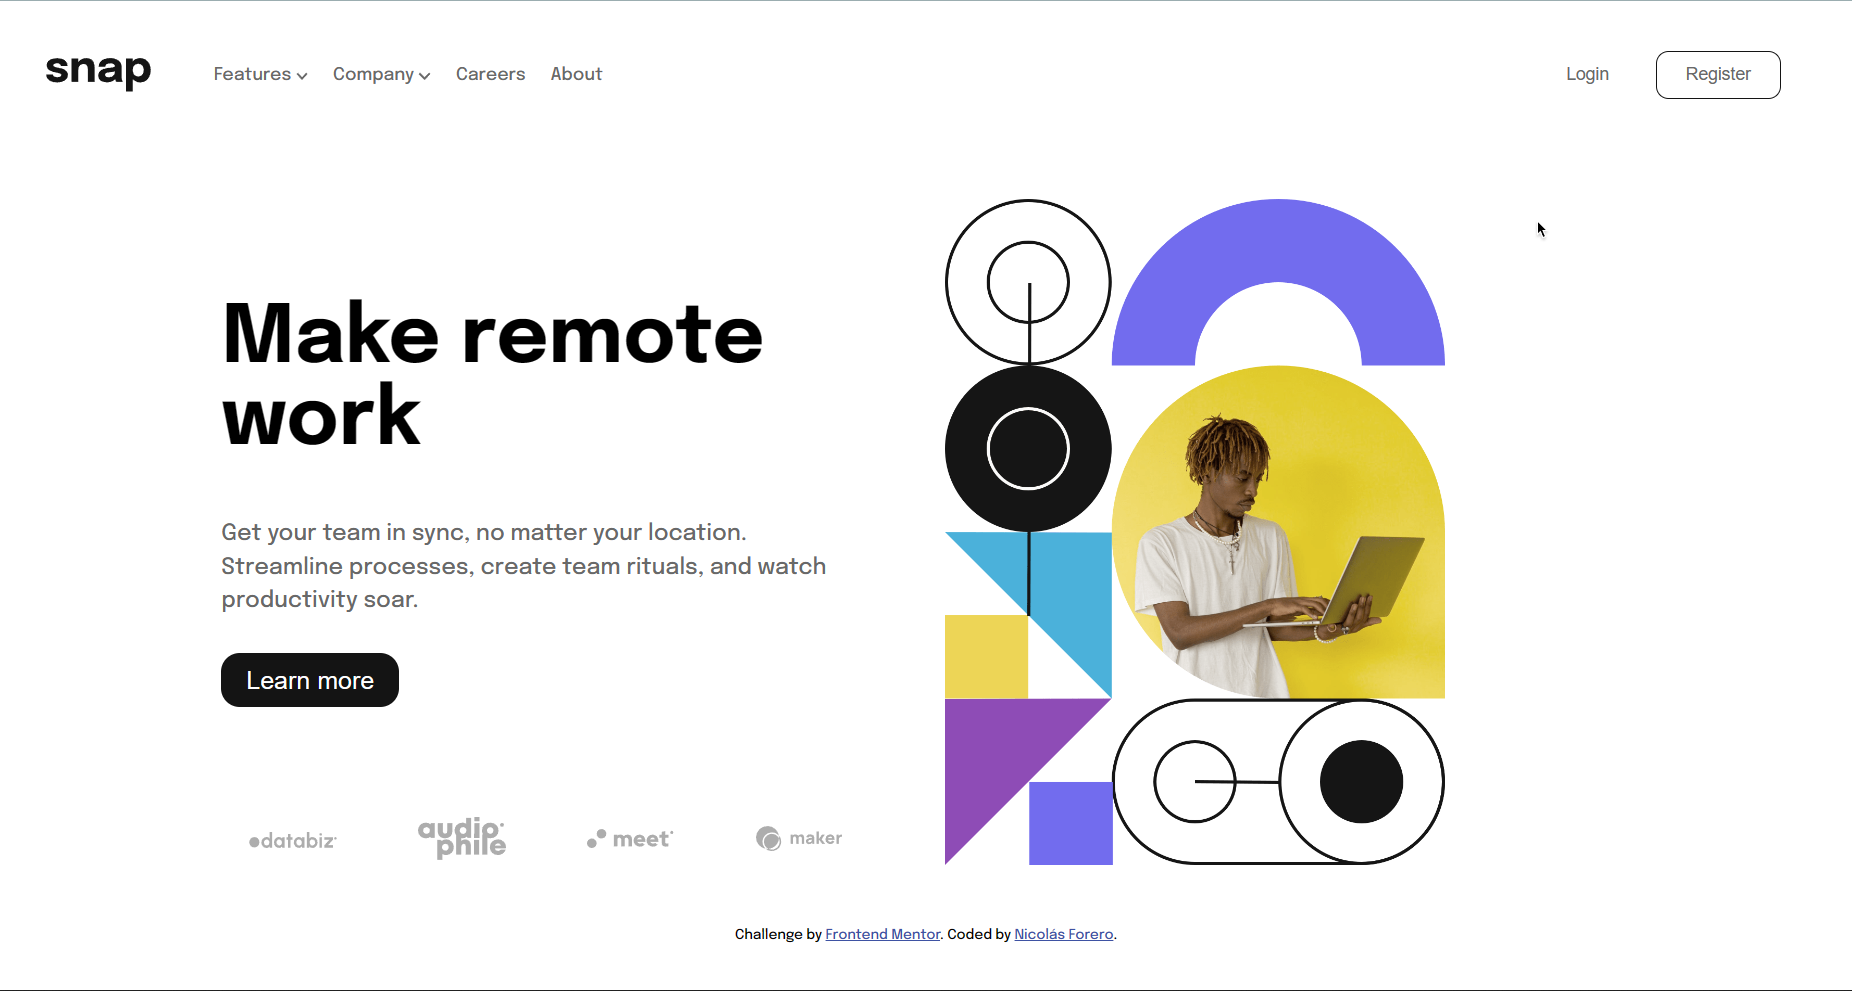 snap Features Company Careers About Login Register
Make remote
work
Get your team in sync, no matter your location.
Streamline processes, create team rituals, and watch
productivity soar.
Learn more
databiz audiophile meet maker
Challenge by Frontend Mentor. Coded by Nicolás Forero.